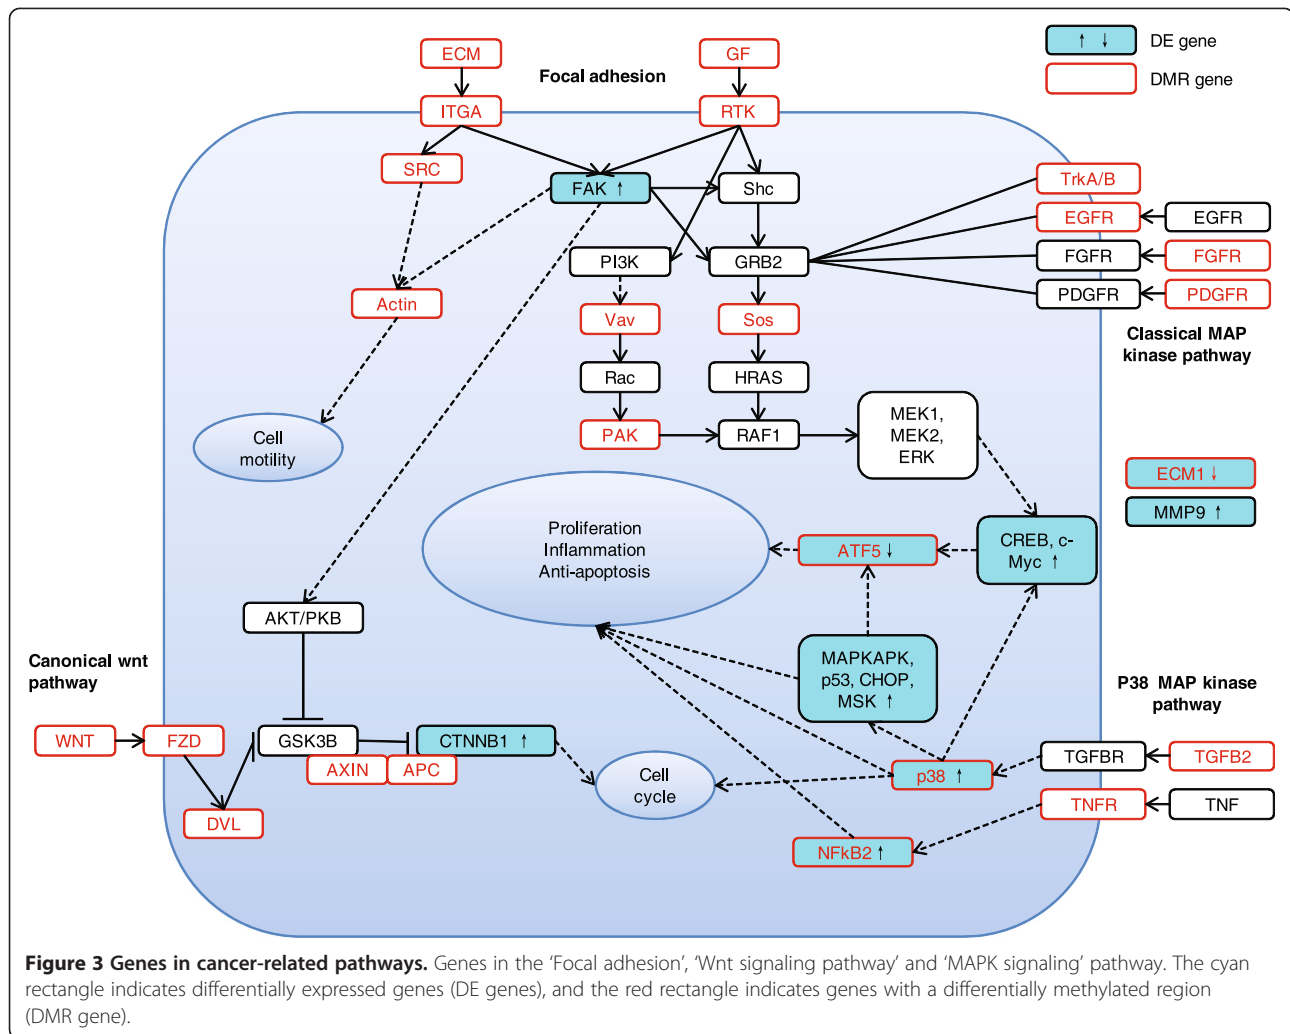 ECM
GF
↑ ↓
DE gene
Focal adhesion
DMR gene
ITGA
RTK
SRC
FAK ↑
Shc
TrkA/B
EGFR
EGFR
PI3K
GRB2
FGFR
FGFR
Actin
PDGFR
PDGFR
Vav
Sos
Classical MAP
kinase pathway
Rac
HRAS
Cell
motility
PAK
RAF1
MEK1,
MEK2,
ERK
ECM1 ↓
MMP9 ↑
Proliferation
Inflammation
Anti-apoptosis
ATF5 ↓
CREB, c-
Myc ↑
AKT/PKB
Canonical wnt
pathway
MAPKAPK,
p53, CHOP,
MSK ↑
P38 MAP kinase
pathway
WNT
FZD
GSK3B
CTNNB1 ↑
AXIN
APC
Cell
cycle
p38 ↑
TGFBR
TGFB2
DVL
TNFR
TNF
NFkB2 ↑
Figure 3 Genes in cancer-related pathways. Genes in the ‘Focal adhesion’, ‘Wnt signaling pathway’ and ‘MAPK signaling’ pathway. The cyan
rectangle indicates differentially expressed genes (DE genes), and the red rectangle indicates genes with a differentially methylated region
(DMR gene).